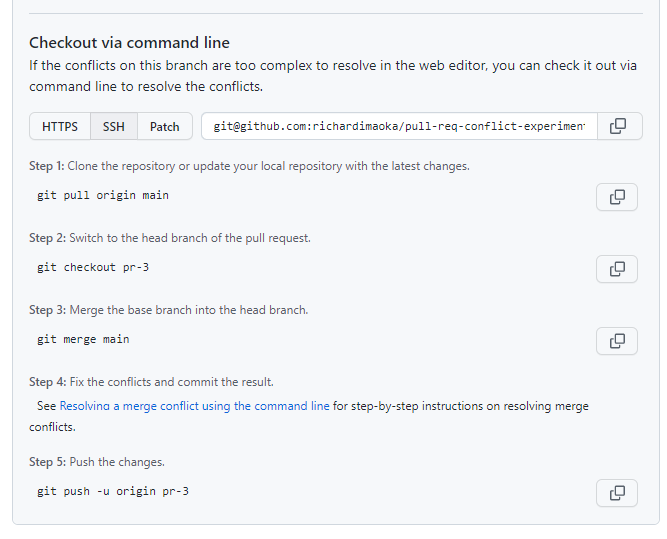 Checkout via command line
If the conflicts on this branch are too complex to resolve in the web editor, you can check it out via
command line to resolve the conflicts.
HTTPS SSH Patch git@github.com:richardimaoka/pull-req-conflict-experimen
Step 1: Clone the repository or update your local repository with the latest changes.
git pull origin main
Step 2: Switch to the head branch of the pull request.
git checkout pr-3
Step 3: Merge the base branch into the head branch.
git merge main
Step 4: Fix the conflicts and commit the result.
See Resolving a merge conflict using the command line for step-by-step instructions on resolving merge
conflicts.
Step 5: Push the changes.
git push -u origin pr-3